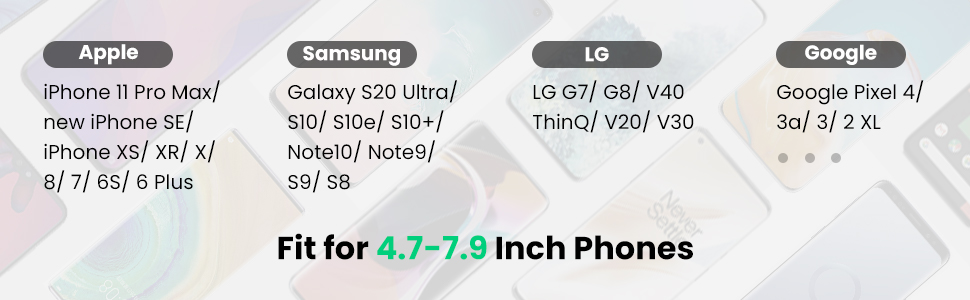 Apple
iPhone 11 Pro Max/
new iPhone SE/
iPhone XS/ XR/ X/
8/ 7/ 6S/ 6 Plus
Samsung
Galaxy S20 Ultra/
S10/ S10e/ S10+/
Note10/ Note9/
S9/ S8
LG
LG G7/ G8/ V40
ThinQ/ V20/ V30
Google
Google Pixel 4/
3a/ 3/ 2 XL
● ● ●
Never
Settle
Fit for 4.7-7.9 Inch Phones